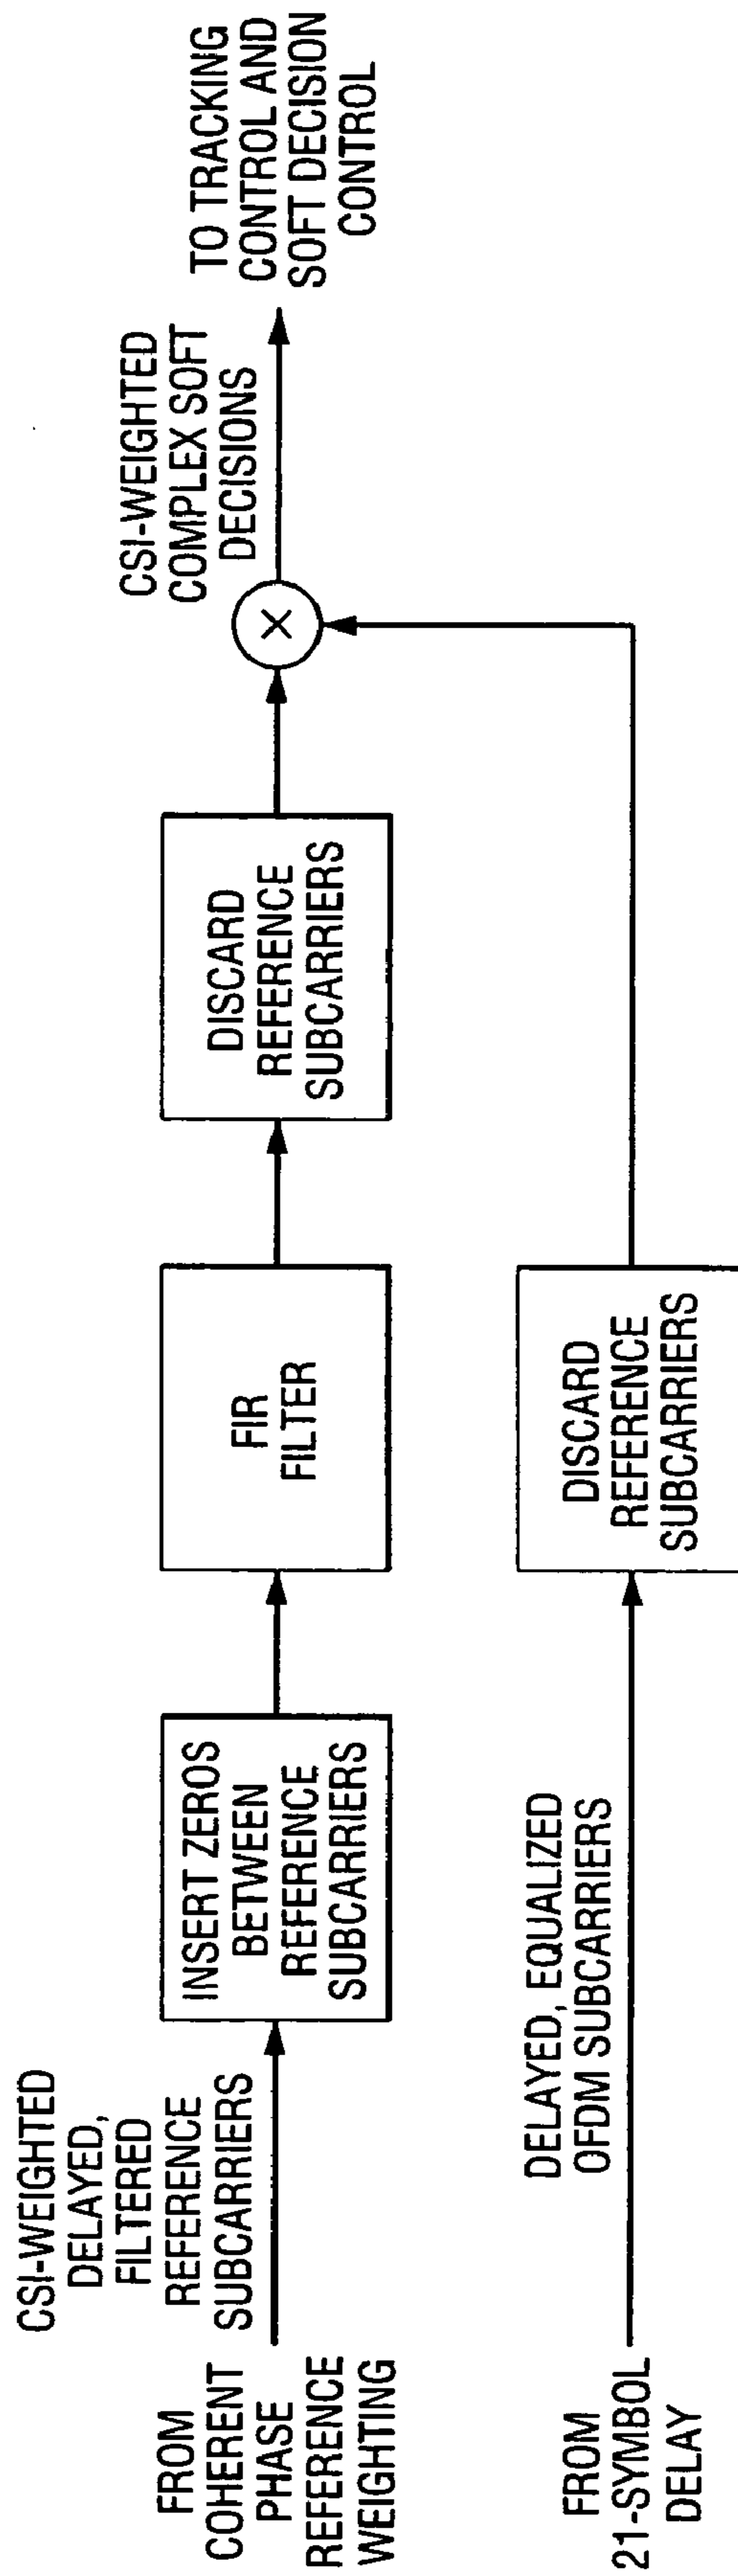 FROM
COHERENT
PHASE
REFERENCE
WEIGHTING
CSI-WEIGHTED
DELAYED,
FILTERED
REFERENCE
SUBCARRIERS
INSERT ZEROS
BETWEEN
REFERENCE
SUBCARRIERS
FIR
FILTER
DISCARD
REFERENCE
SUBCARRIERS
×
CSI-WEIGHTED
COMPLEX SOFT
DECISIONS
TO TRACKING
CONTROL AND
SOFT DECISION
CONTROL
FROM
21-SYMBOL
DELAY
DELAYED, EQUALIZED
OFDM SUBCARRIERS
DISCARD
REFERENCE
SUBCARRIERS